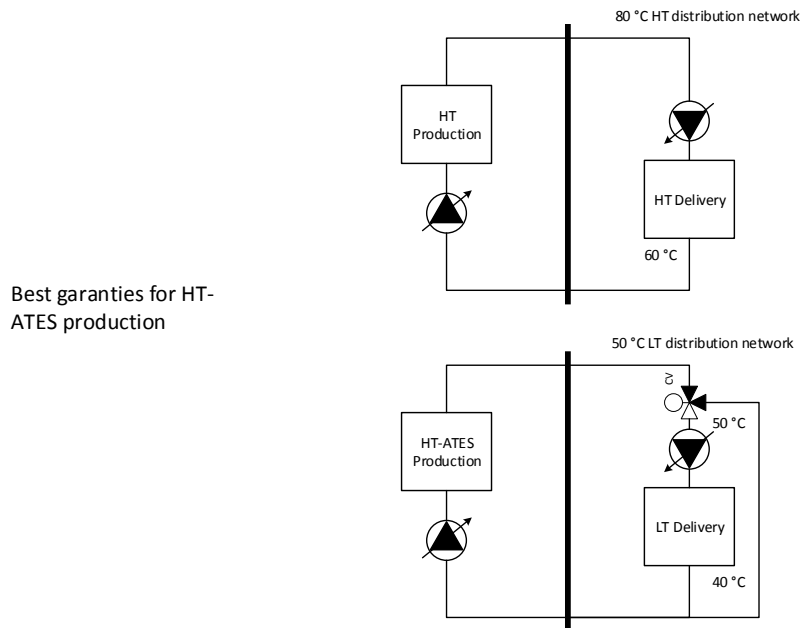 80 °C HT distribution network
HT
Production
HT Delivery
60 °C
Best garanties for HT-
ATES production
50 °C LT distribution network
CV
50 °C
HT-ATES
Production
LT Delivery
40 °C